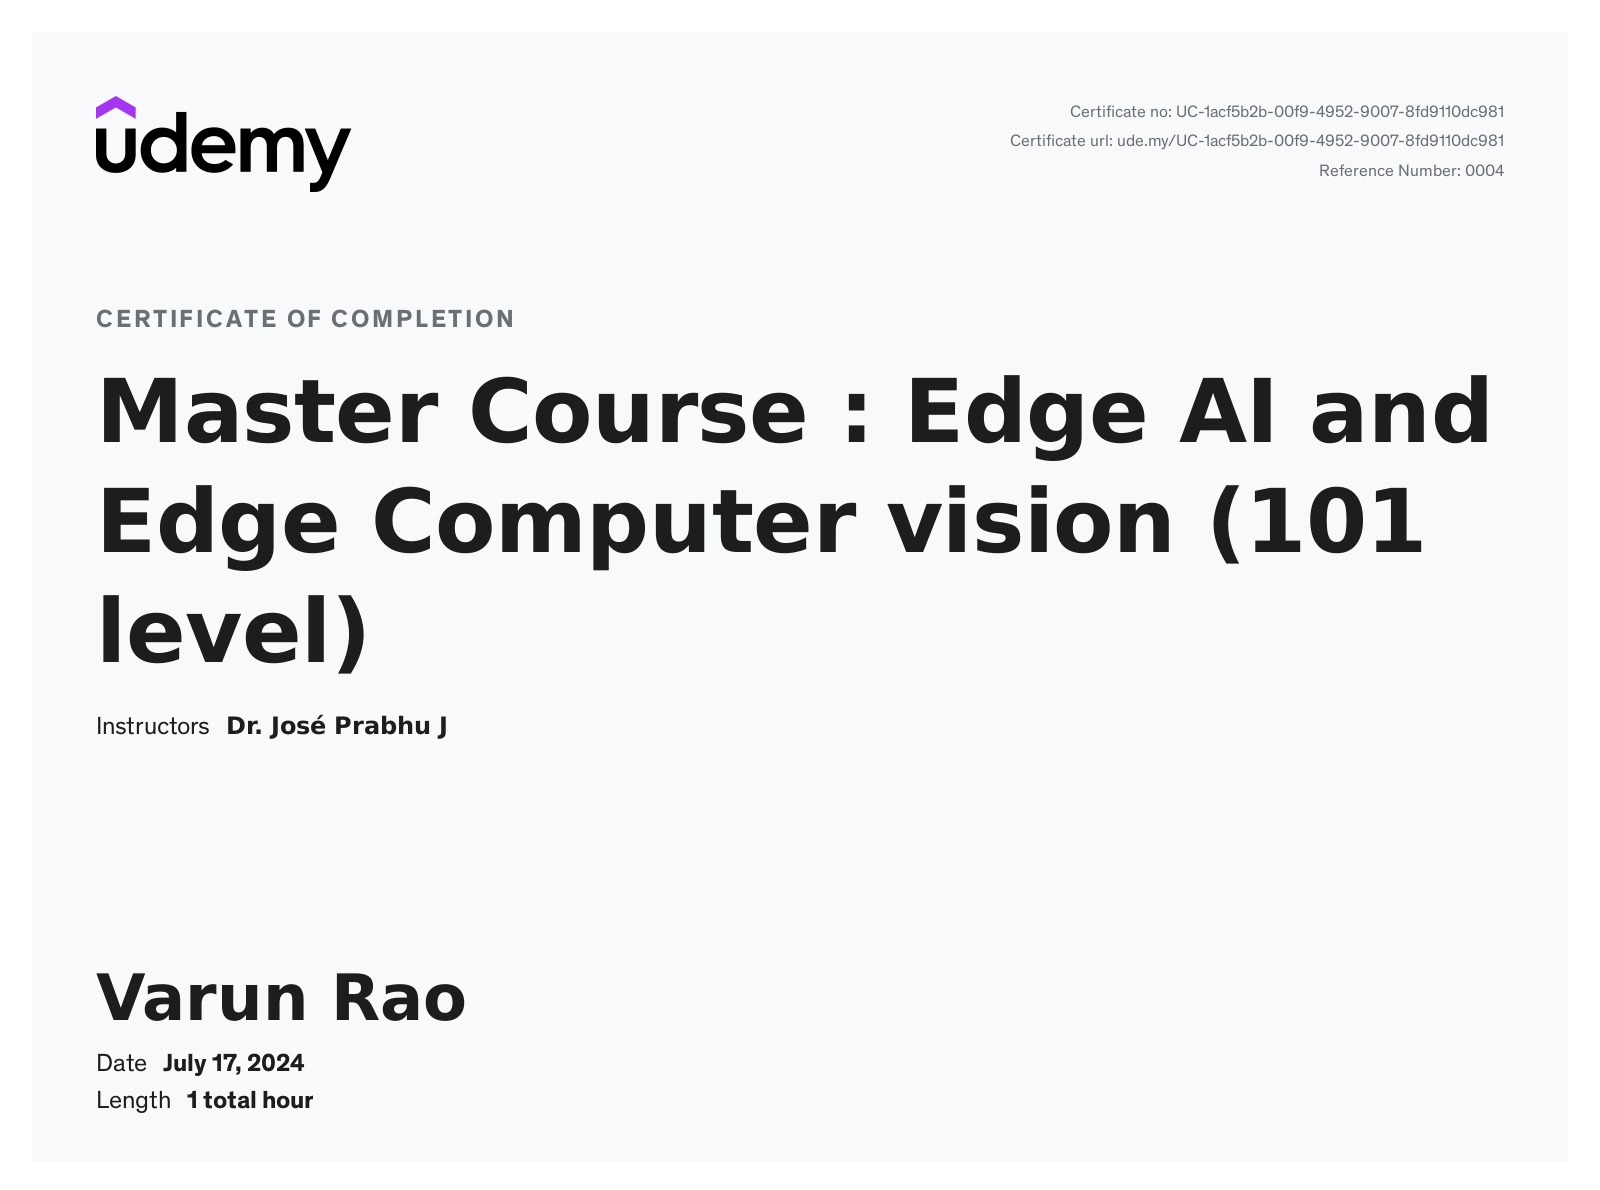 udemy
Certificate no: UC-1acf5b2b-00f9-4952-9007-8fd9110dc981
Certificate url: ude.my/UC-1acf5b2b-00f9-4952-9007-8fd9110dc981
Reference Number: 0004
CERTIFICATE OF COMPLETION
Master Course : Edge AI and
Edge Computer vision (101
level)
Instructors Dr. José Prabhu J
Varun Rao
Date July 17, 2024
Length 1 total hour